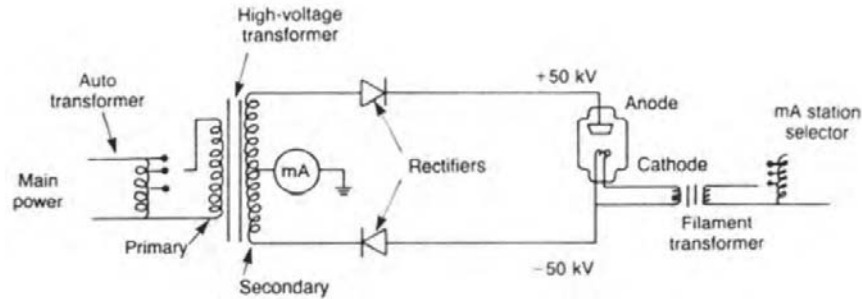 High-voltage
transformer
Auto
transformer
+50 kV
Anode
mA station
selector
mA
Rectifiers
Cathode
Main
power
Filament
transformer
Primary
Secondary
−50 kV